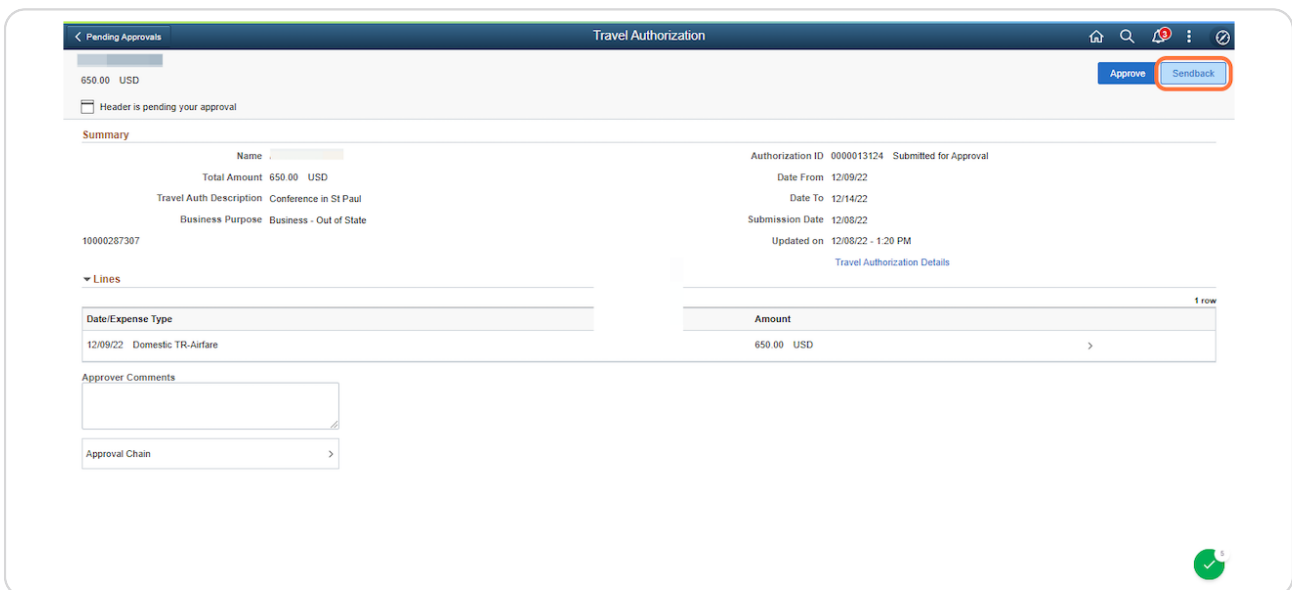 Pending Approvals
Travel Authorization
3
650.00 USD
Approve
Sendback
Header is pending your approval
Summary
Name
Authorization ID 0000013124 Submitted for Approval
Total Amount 650.00 USD
Date From 12/09/22
Travel Auth Description Conference in St Paul
Date To 12/14/22
Business Purpose Business - Out of State
Submission Date 12/08/22
10000287307
Updated on 12/08/22 - 1:20 PM
Travel Authorization Details
Lines
1 row
Date/Expense Type Amount
12/09/22 Domestic TR-Airfare 650.00 USD
Approver Comments
Approval Chain
5